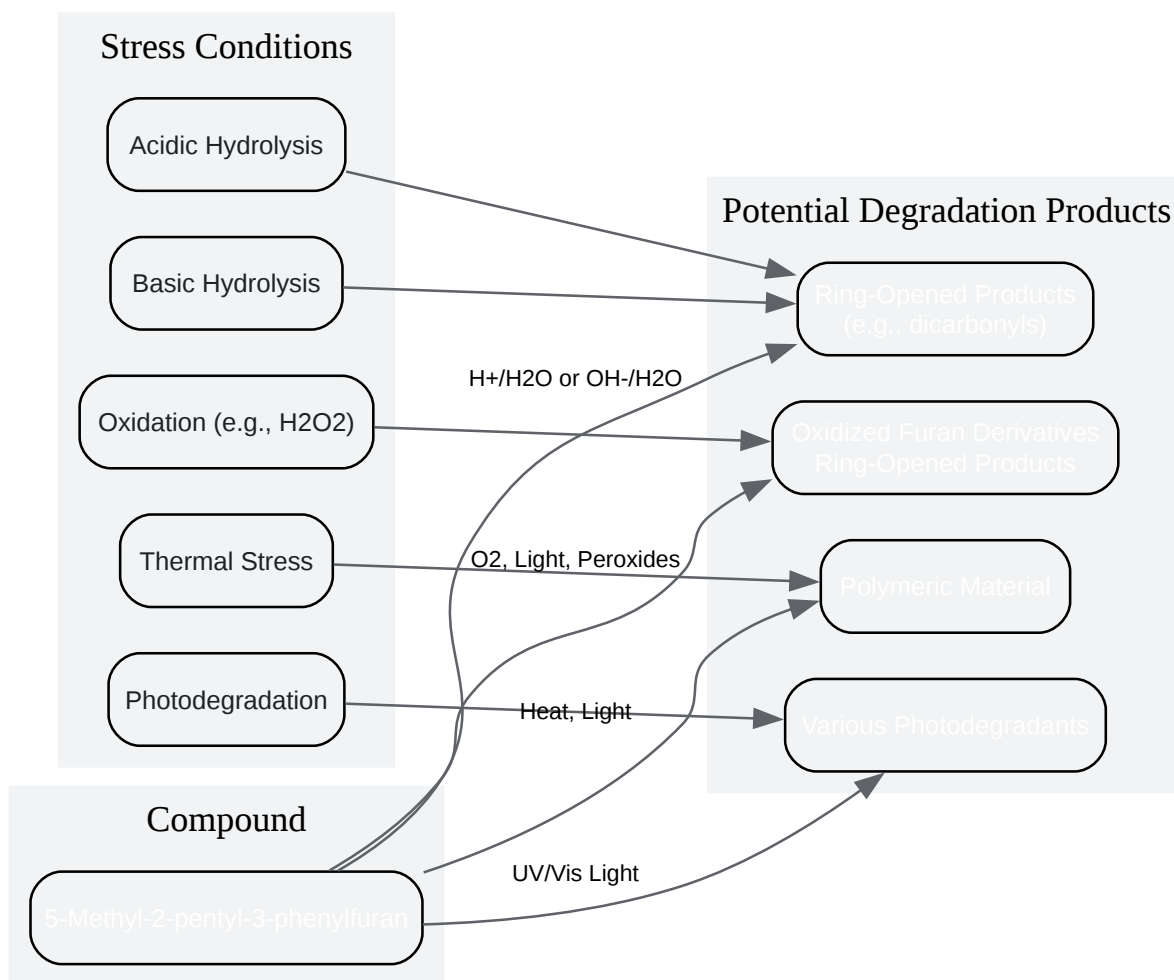 Stress Conditions
Acidic Hydrolysis
Basic Hydrolysis
Oxidation (e.g., H2O2)
Thermal Stress
Photodegradation
Compound
5-Methyl-2-pentyl-3-phenylfuran
H+/H2O or OH-/H2O
O2, Light, Peroxides
Heat, Light
UV/Vis Light
Potential Degradation Products
Ring-Opened Products
(e.g., dicarbonyls)
Oxidized Furan Derivatives
Ring-Opened Products
Polymeric Material
Various Photodegradants